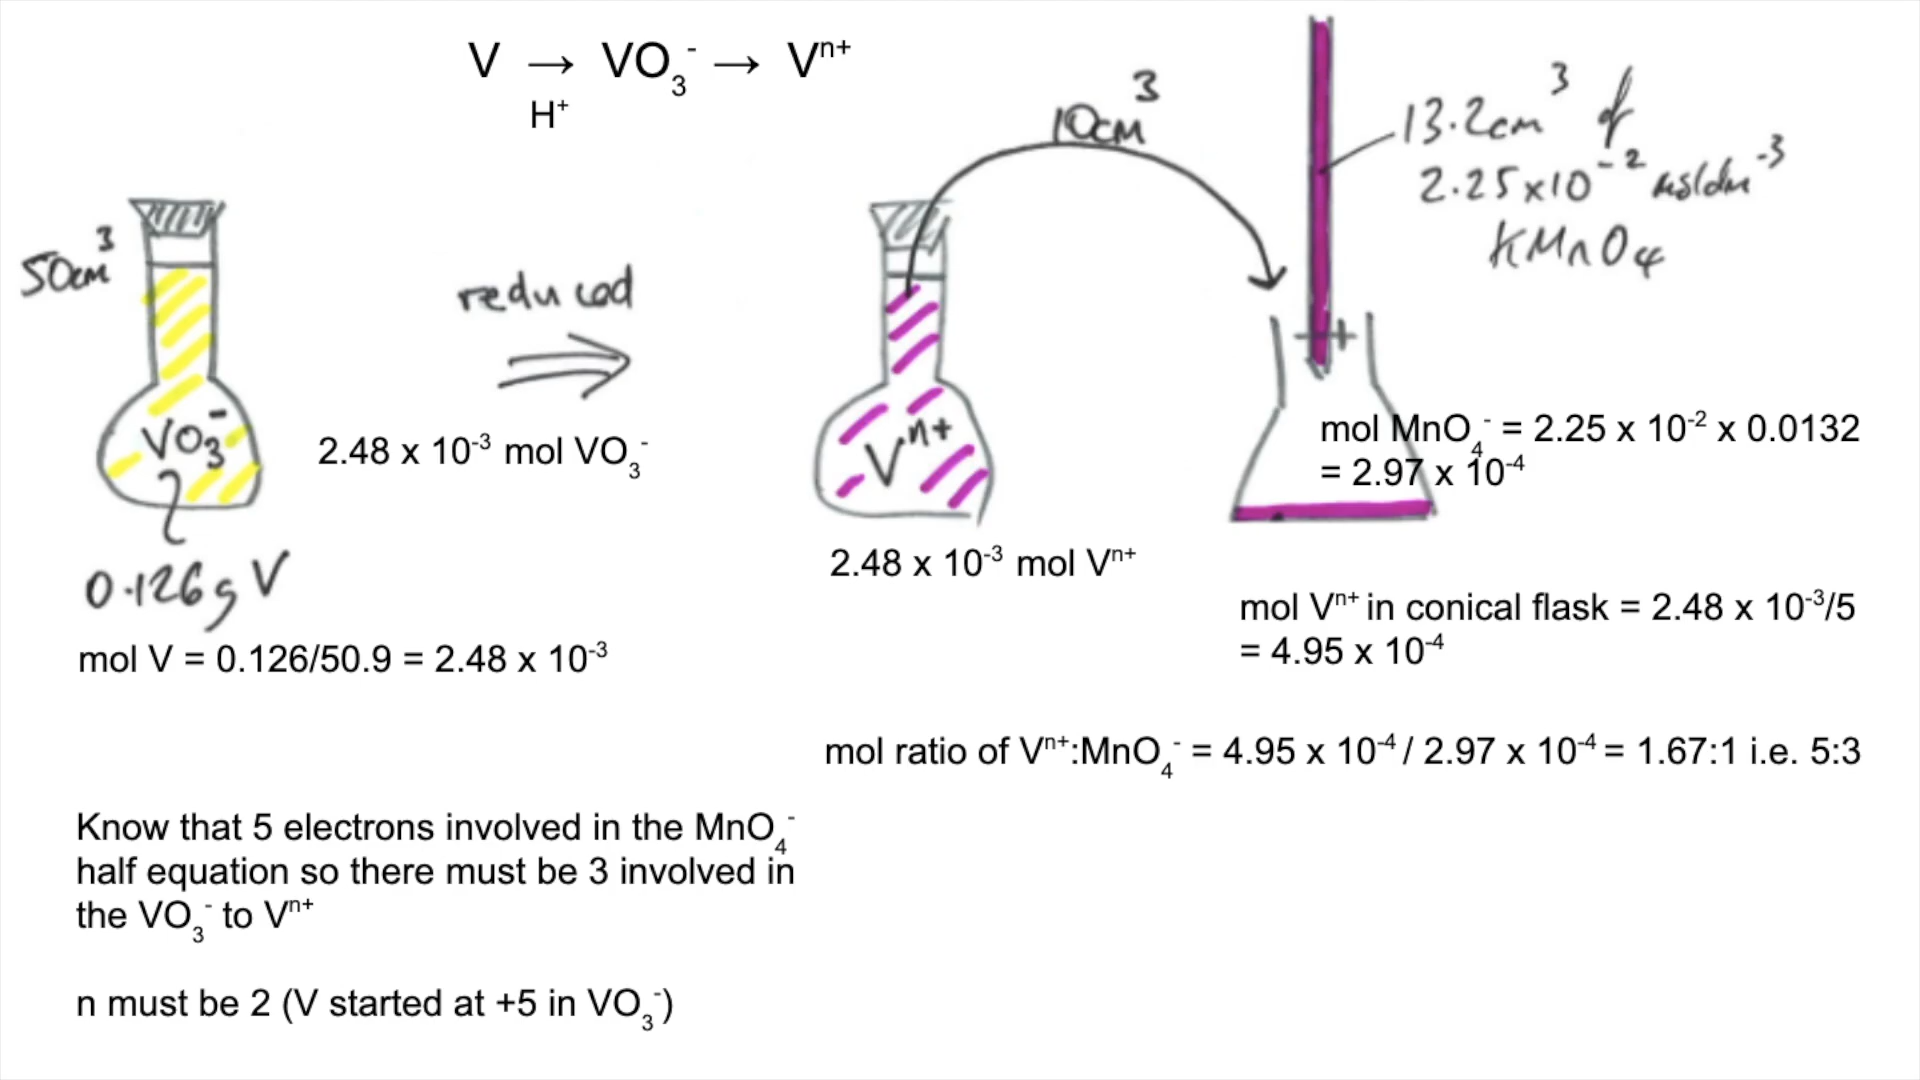 V → VO₃⁻ → Vⁿ⁺
H⁺
50cm³
VO₃⁻
0.126g V
mol V = 0.126/50.9 = 2.48 x 10⁻³
reduced
2.48 x 10⁻³ mol VO₃⁻
10cm³
Vⁿ⁺
2.48 x 10⁻³ mol Vⁿ⁺
13.2cm³ of
2.25x10⁻² moldm⁻³
KMnO₄
mol MnO₄⁻ = 2.25 x 10⁻² x 0.0132
= 2.97 x 10⁻⁴
mol Vⁿ⁺ in conical flask = 2.48 x 10⁻³/5
= 4.95 x 10⁻⁴
mol ratio of Vⁿ⁺:MnO₄⁻ = 4.95 x 10⁻⁴ / 2.97 x 10⁻⁴ = 1.67:1 i.e. 5:3
Know that 5 electrons involved in the MnO₄⁻
half equation so there must be 3 involved in
the VO₃⁻ to Vⁿ⁺
n must be 2 (V started at +5 in VO₃⁻)